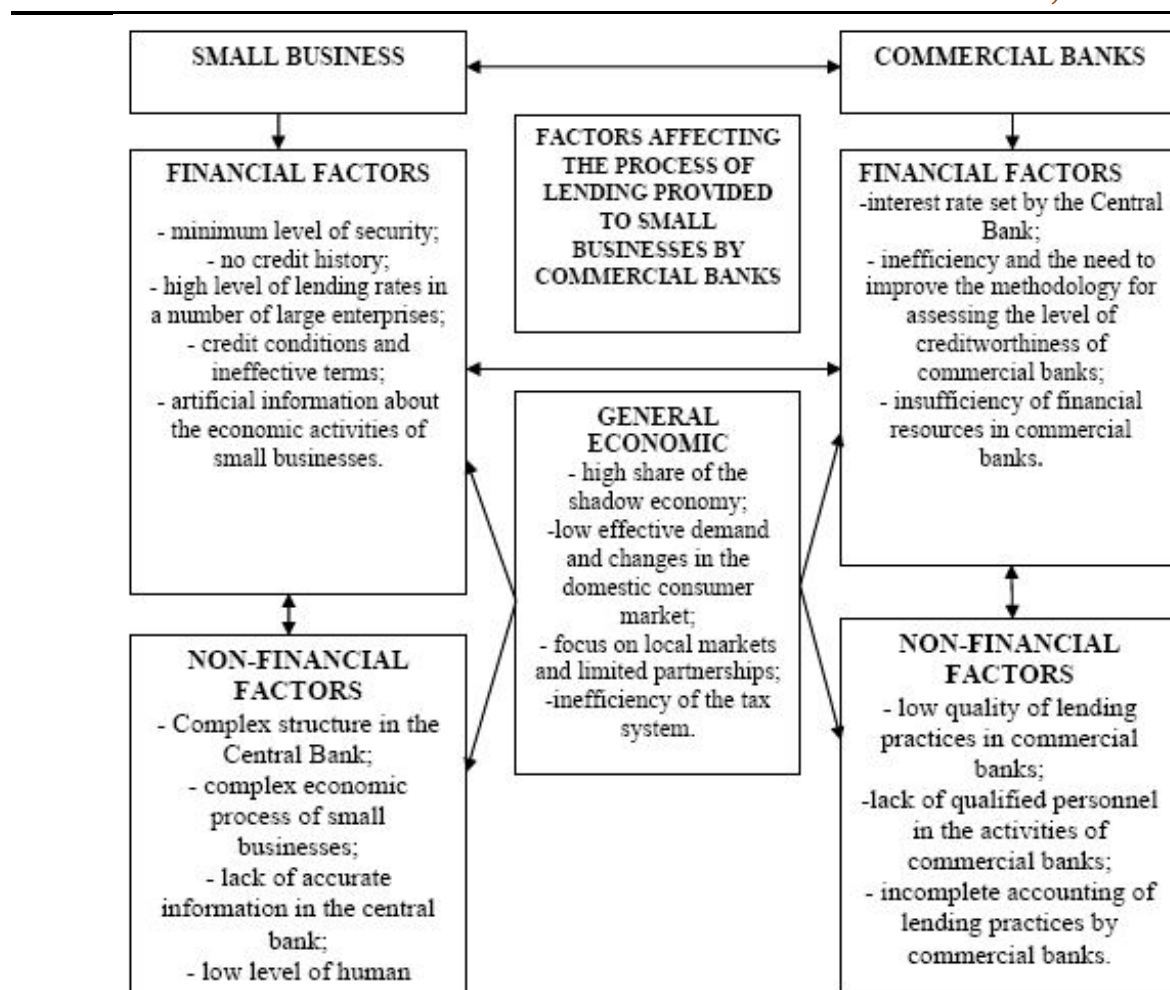 SMALL BUSINESS
COMMERCIAL BANKS
FACTORS AFFECTING
THE PROCESS OF
LENDING PROVIDED
TO SMALL
BUSINESSES BY
COMMERCIAL BANKS
FINANCIAL FACTORS
- minimum level of security;
- no credit history;
- high level of lending rates in
a number of large enterprises;
- credit conditions and
ineffective terms;
- artificial information about
the economic activities of
small businesses.
FINANCIAL FACTORS
-interest rate set by the Central
Bank;
- inefficiency and the need to
improve the methodology for
assessing the level of
creditworthiness of
commercial banks;
- insufficiency of financial
resources in commercial
banks.
GENERAL
ECONOMIC
- high share of the
shadow economy;
-low effective demand
and changes in the
domestic consumer
market;
- focus on local markets
and limited partnerships;
-inefficiency of the tax
system.
NON-FINANCIAL
FACTORS
- Complex structure in the
Central Bank;
- complex economic
process of small
businesses;
- lack of accurate
information in the central
bank;
- low level of human
NON-FINANCIAL
FACTORS
- low quality of lending
practices in commercial
banks;
-lack of qualified personnel
in the activities of
commercial banks;
- incomplete accounting of
lending practices by
commercial banks.